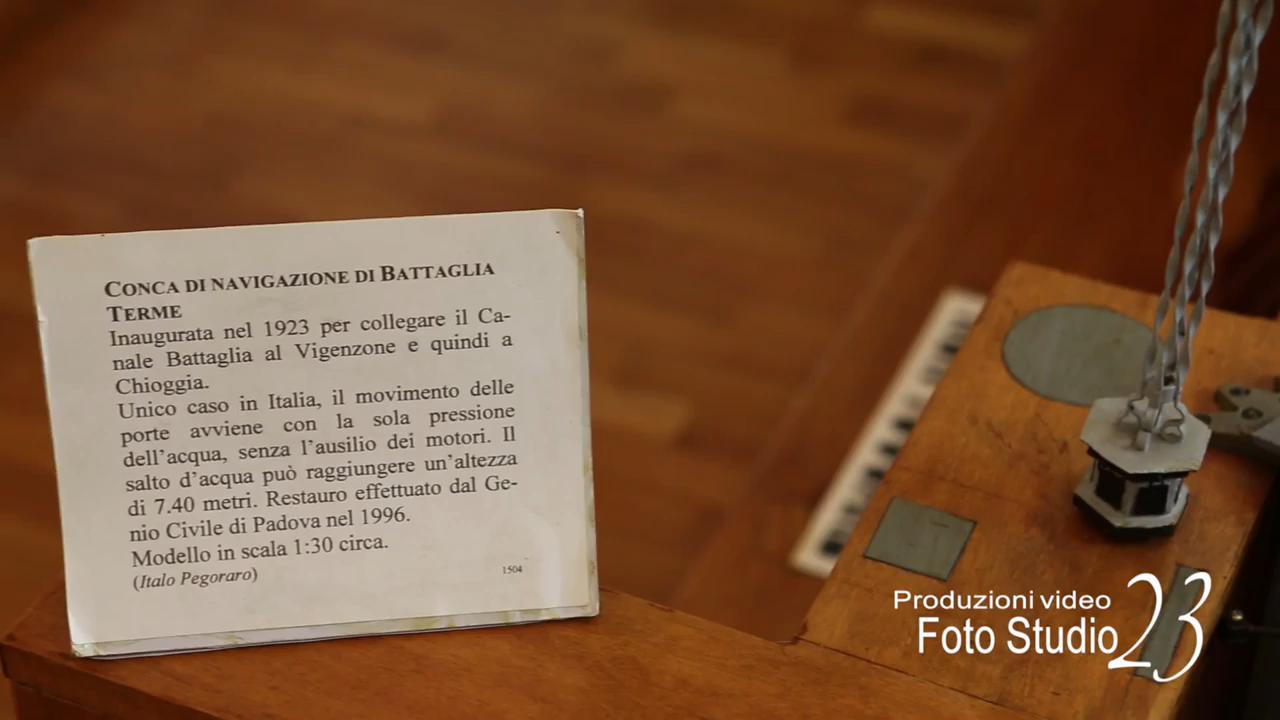 CONCA DI NAVIGAZIONE DI BATTAGLIA
TERME
Inaugurata nel 1923 per collegare il Ca-
nale Battaglia al Vigenzone e quindi a
Chioggia.
Unico caso in Italia, il movimento delle
porte avviene con la sola pressione
dell'acqua, senza l'ausilio dei motori. Il
salto d'acqua può raggiungere un'altezza
di 7.40 metri. Restauro effettuato dal Ge-
nio Civile di Padova nel 1996.
Modello in scala 1:30 circa.
(Italo Pegoraro)
1504
Produzioni video
Foto Studio 23